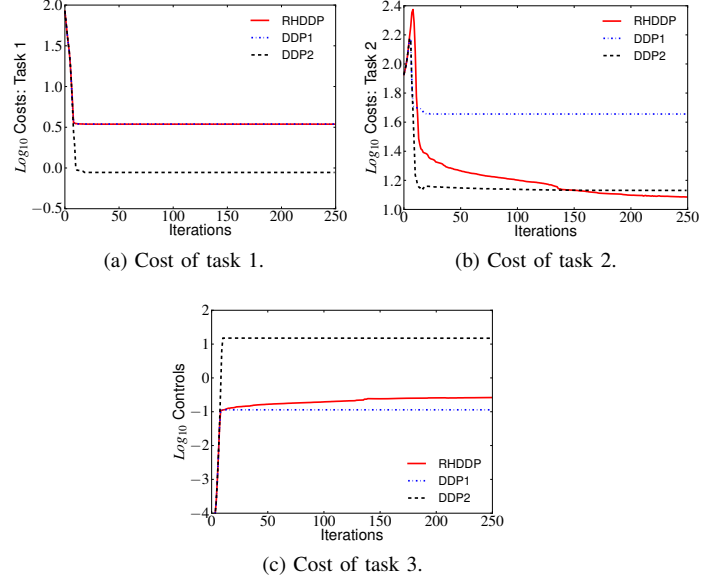 2.0
1.5
1.0
0.5
0.0
−0.5
Log10 Costs: Task 1
RHDDP
DDP1
DDP2
0 50 100 150 200 250
Iterations
(a) Cost of task 1.
2.4
2.2
2.0
1.8
1.6
1.4
1.2
1.0
Log10 Costs: Task 2
RHDDP
DDP1
DDP2
0 50 100 150 200 250
Iterations
(b) Cost of task 2.
2
1
0
−1
−2
−3
−4
Log10 Controls
RHDDP
DDP1
DDP2
0 50 100 150 200 250
Iterations
(c) Cost of task 3.